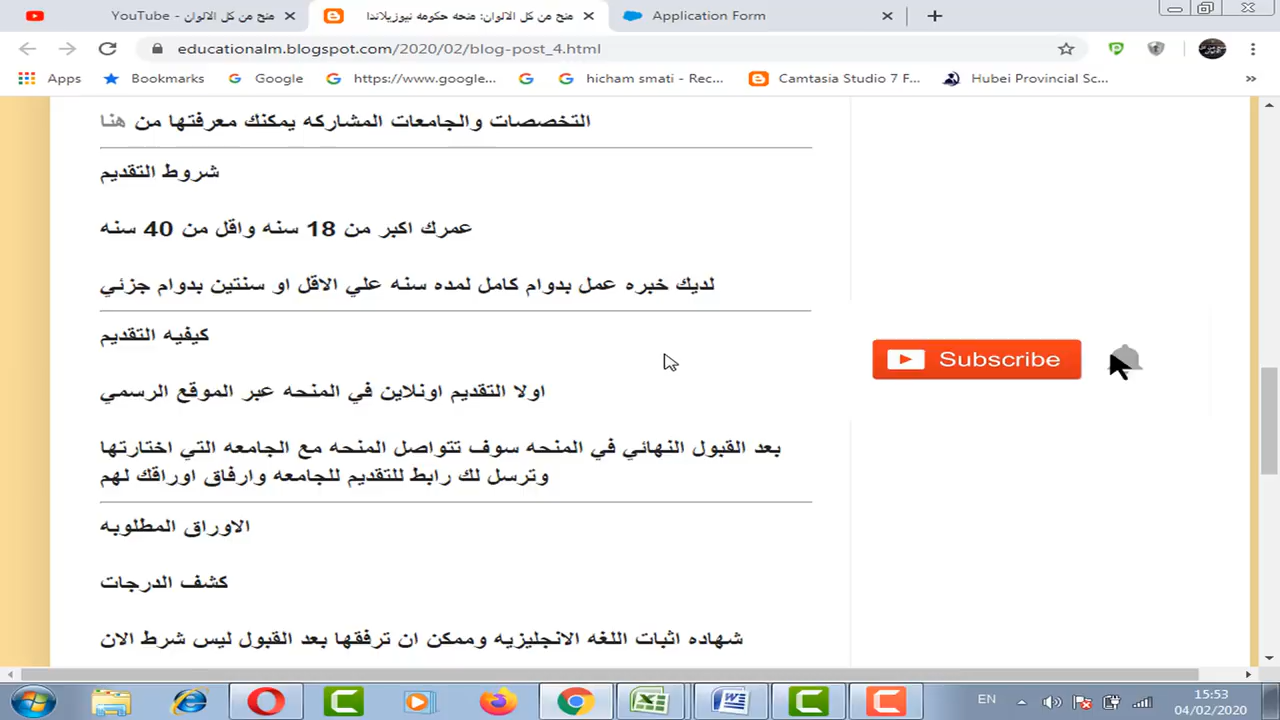 منح من كل الالوان - YouTube
منح من كل الالوان: منحه حكومه نيوزيلاندا
Application Form
educationalm.blogspot.com/2020/02/blog-post_4.html
Apps
Bookmarks
Google
https://www.google...
hicham smati - Rec...
Camtasia Studio 7 F...
Hubei Provincial Sc...
»
التخصصات والجامعات المشاركه يمكنك معرفتها من هنا
شروط التقديم
عمرك اكبر من 18 سنه واقل من 40 سنه
لديك خبره عمل بدوام كامل لمده سنه علي الاقل او سنتين بدوام جزئي
كيفيه التقديم
اولا التقديم اونلاين في المنحه عبر الموقع الرسمي
Subscribe
بعد القبول النهائي في المنحه سوف تتواصل المنحه مع الجامعه التي اختارتها
وترسل لك رابط للتقديم للجامعه وارفاق اوراقك لهم
الاوراق المطلوبه
كشف الدرجات
شهاده اثبات اللغه الانجليزيه وممكن ان ترفقها بعد القبول ليس شرط الان
EN
15:53
04/02/2020